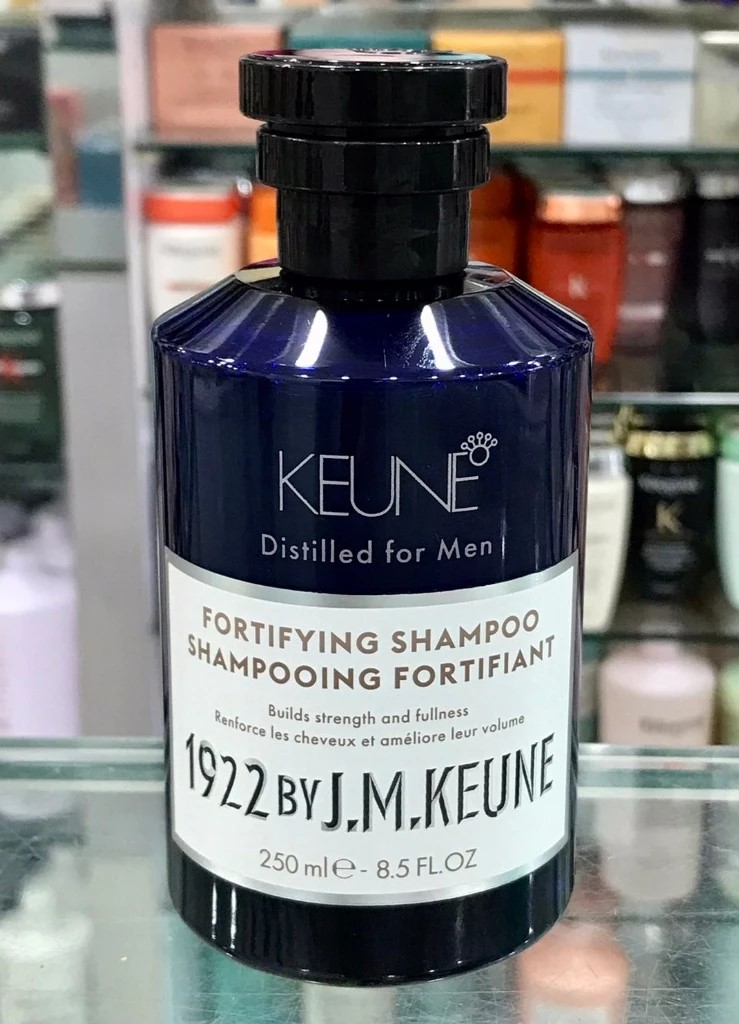 KEUNE
Distilled for Men
FORTIFYING SHAMPOO
SHAMPOOING FORTIFIANT
Builds strength and fullness
Renforce les cheveux et améliore leur volume
1922 BY J.M.KEUNE
250 ml ℮ - 8.5 FL.OZ
K
K